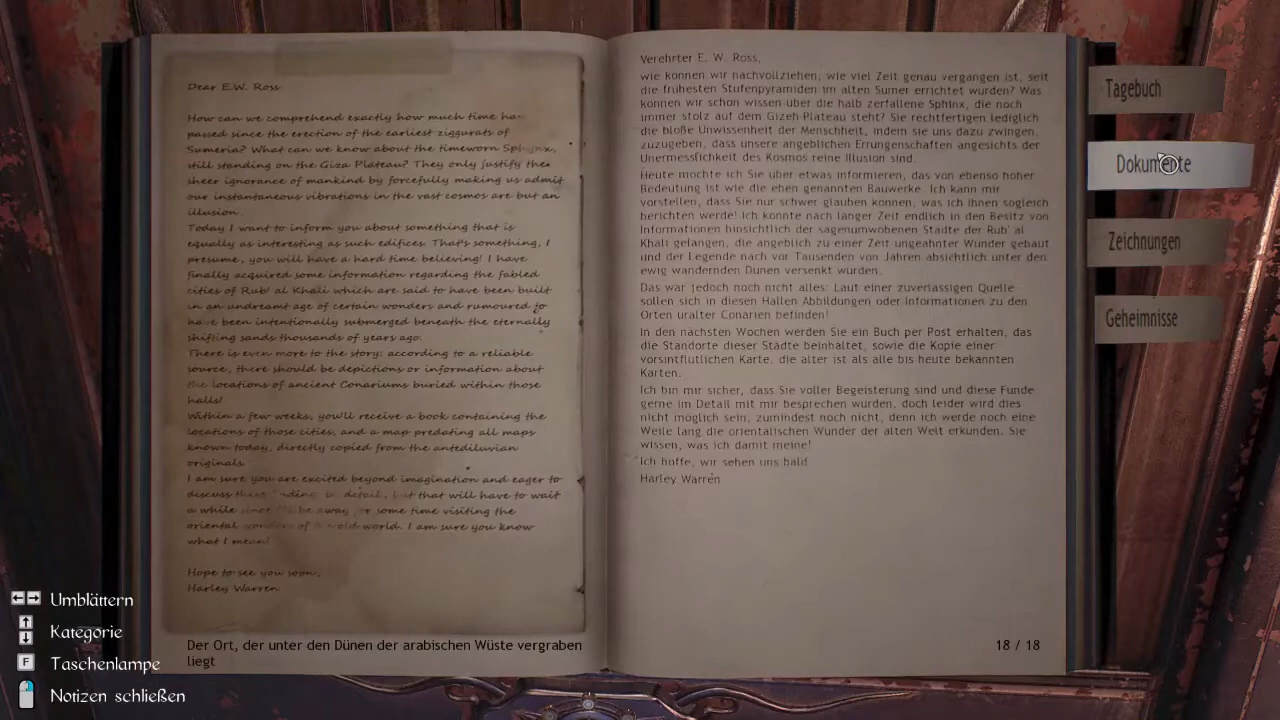 Dear E.W. Ross
How can we comprehend exactly how much time has
passed since the erection of the earliest ziggurats of
Sumeria? What can we know about the timeworn Sphynx,
still standing on the Giza Plateau? They only justify the
sheer ignorance of mankind by forcefully making us admit
our instantaneous vibrations in the vast cosmos are but an
illusion.
Today I want to inform you about something that is
equally as interesting as such edifices. That's something, I
presume, you will have a hard time believing! I have
finally acquired some information regarding the fabled
cities of Rub' al Khali which are said to have been built
in an undreamt age of certain wonders and rumoured to
have been intentionally submerged beneath the eternally
shifting sands thousands of years ago.
There is even more to the story: according to a reliable
source, there should be depictions or information about
the locations of ancient Conariums buried within those
halls!
Within a few weeks, you'll receive a book containing the
locations of those cities, and a map predating all maps
known today, directly copied from the antediluvian
originals.
I am sure you are excited beyond imagination and eager to
discuss in detail, but that will have to wait
a while since be away for some time visiting the
oriental wonders of old world. I am sure you know
what I mean!
Hope to see you soon,
Harley Warren
Der Ort, der unter den Dünen der arabischen Wüste vergraben
liegt
Verehrter E. W. Ross,
wie können wir nachvollziehen, wie viel Zeit genau vergangen ist, seit
die frühesten Stufenpyramiden im alten Sumer errichtet wurden? Was
können wir schon wissen über die halb zerfallene Sphinx, die noch
immer stolz auf dem Gizeh-Plateau steht? Sie rechtfertigen lediglich
die bloße Unwissenheit der Menschheit, indem sie uns dazu zwingen,
zuzugeben, dass unsere angeblichen Errungenschaften angesichts der
Unermesslichkeit des Kosmos reine Illusion sind.
Heute möchte ich Sie über etwas informieren, das von ebenso hoher
Bedeutung ist wie die eben genannten Bauwerke. Ich kann mir
vorstellen, dass Sie nur schwer glauben können, was ich Ihnen sogleich
berichten werde! Ich konnte nach langer Zeit endlich in den Besitz von
Informationen hinsichtlich der sagenumwobenen Städte der Rub' al
Khali gelangen, die angeblich zu einer Zeit ungeahnter Wunder gebaut
und der Legende nach vor Tausenden von Jahren absichtlich unter den
ewig wandernden Dünen versenkt wurden.
Das war jedoch noch nicht alles: Laut einer zuverlässigen Quelle
sollen sich in diesen Hallen Abbildungen oder Informationen zu den
Orten uralter Conarien befinden!
In den nächsten Wochen werden Sie ein Buch per Post erhalten, das
die Standorte dieser Städte beinhaltet, sowie die Kopie einer
vorsintflutlichen Karte, die älter ist als alle bis heute bekannten
Karten.
Ich bin mir sicher, dass Sie voller Begeisterung sind und diese Funde
gerne im Detail mit mir besprechen würden, doch leider wird dies
nicht möglich sein, zumindest noch nicht, denn ich werde noch eine
Weile lang die orientalischen Wunder der alten Welt erkunden. Sie
wissen, was ich damit meine!
Ich hoffe, wir sehen uns bald
Harley Warren
18 / 18
Tagebuch
Dokumente
Zeichnungen
Geheimnisse
Umblättern
Kategorie
F Taschenlampe
Notizen schließen